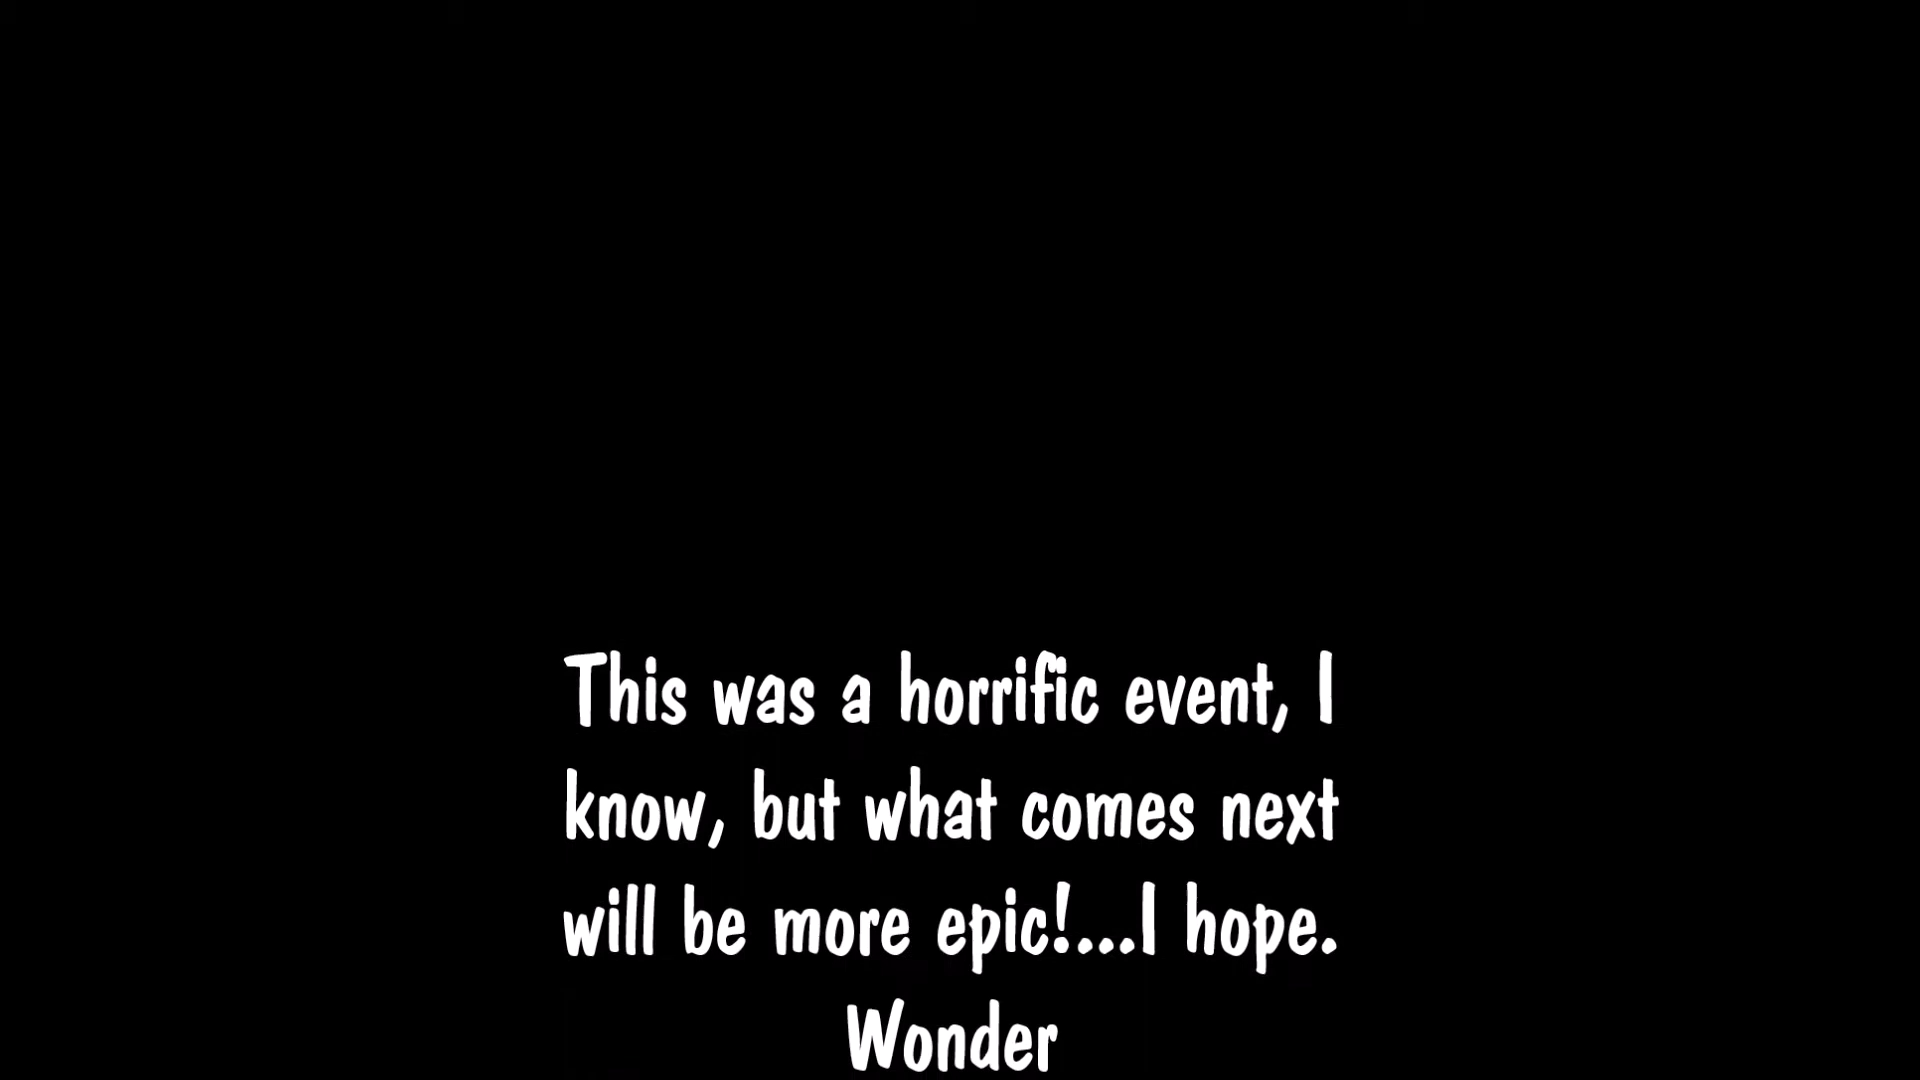 This was a horrific event, I
know, but what comes next
will be more epic!...I hope.
Wonder